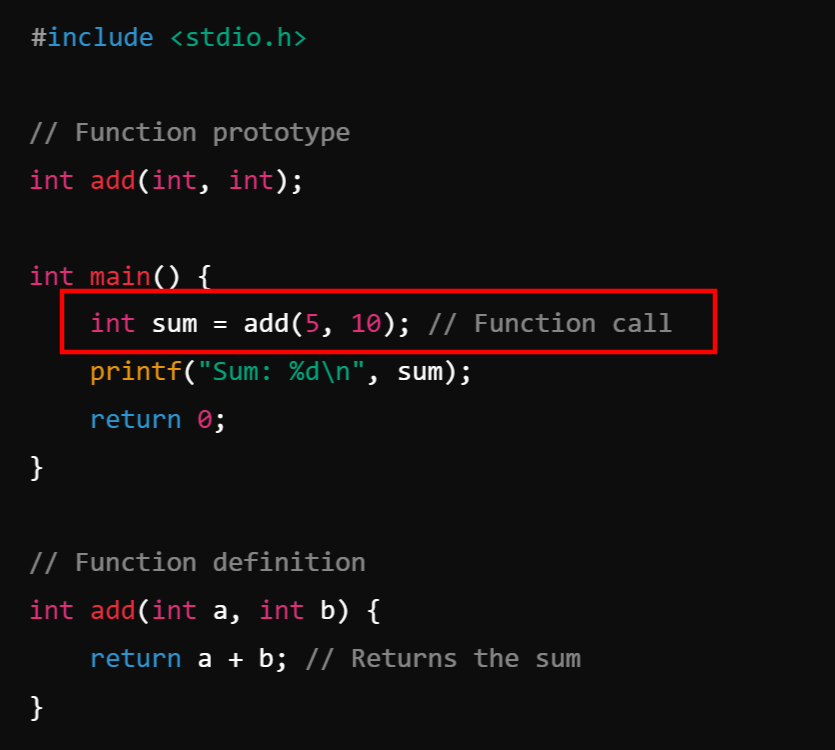 #include <stdio.h>
// Function prototype
int add(int, int);
int main() {
int sum = add(5, 10); // Function call
printf("Sum: %d\n", sum);
return 0;
}
// Function definition
int add(int a, int b) {
return a + b; // Returns the sum
}